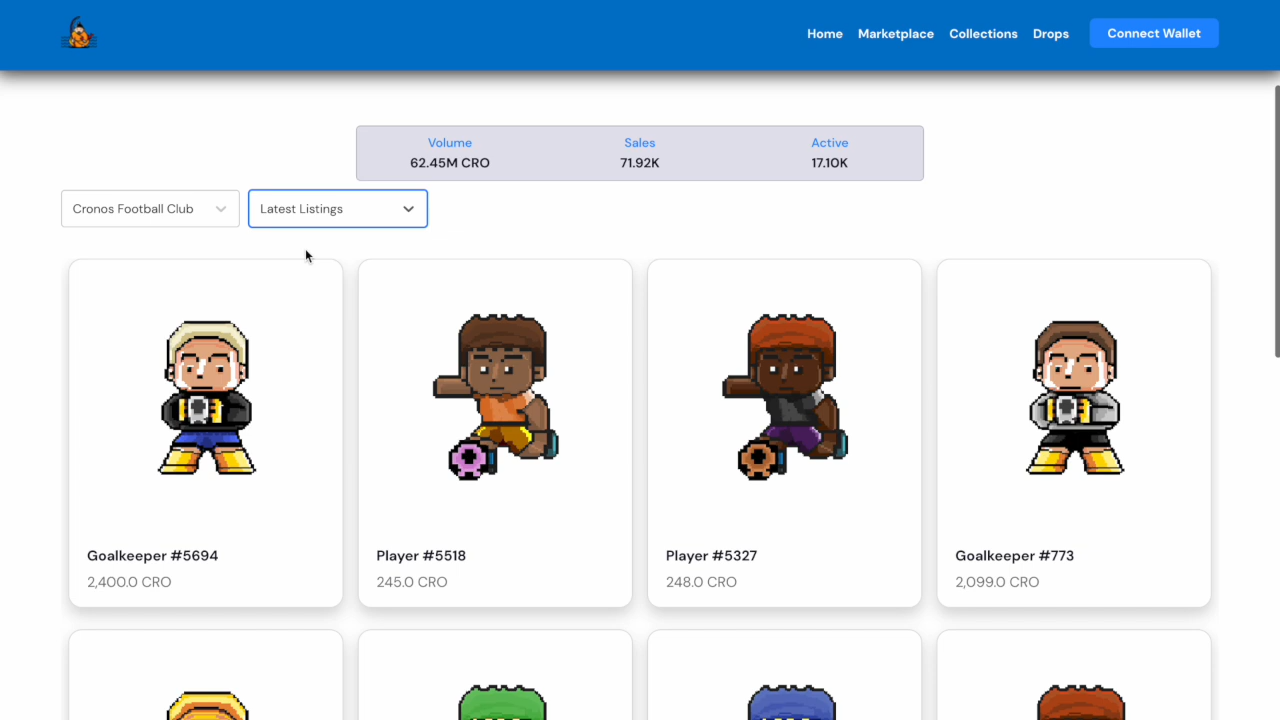 Home Marketplace Collections Drops Connect Wallet
Volume Sales Active
62.45M CRO 71.92K 17.10K
Cronos Football Club Latest Listings
Goalkeeper #5694 Player #5518 Player #5327 Goalkeeper #773
2,400.0 CRO 245.0 CRO 248.0 CRO 2,099.0 CRO